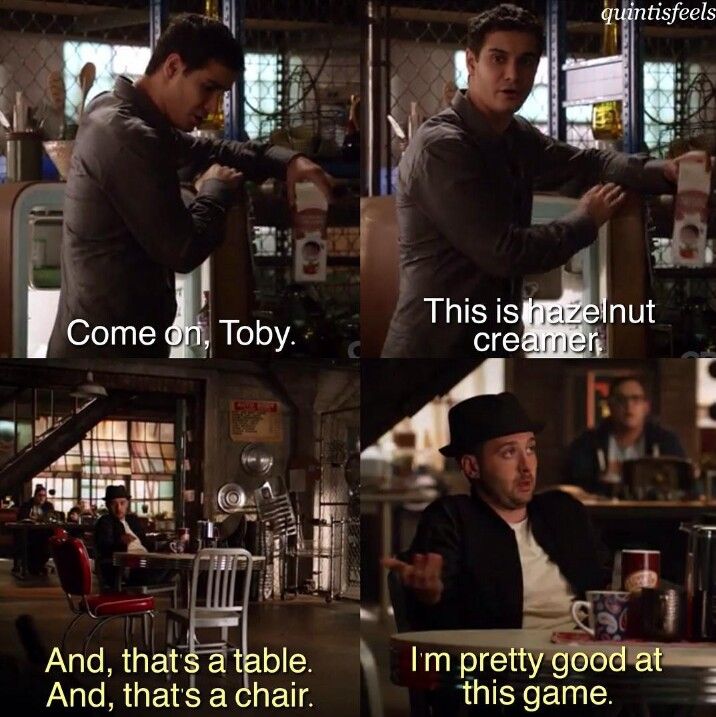 quintisfeels
Come on, Toby.
This is hazelnut
creamer.
And, that's a table.
And, that's a chair.
I'm pretty good at
this game.